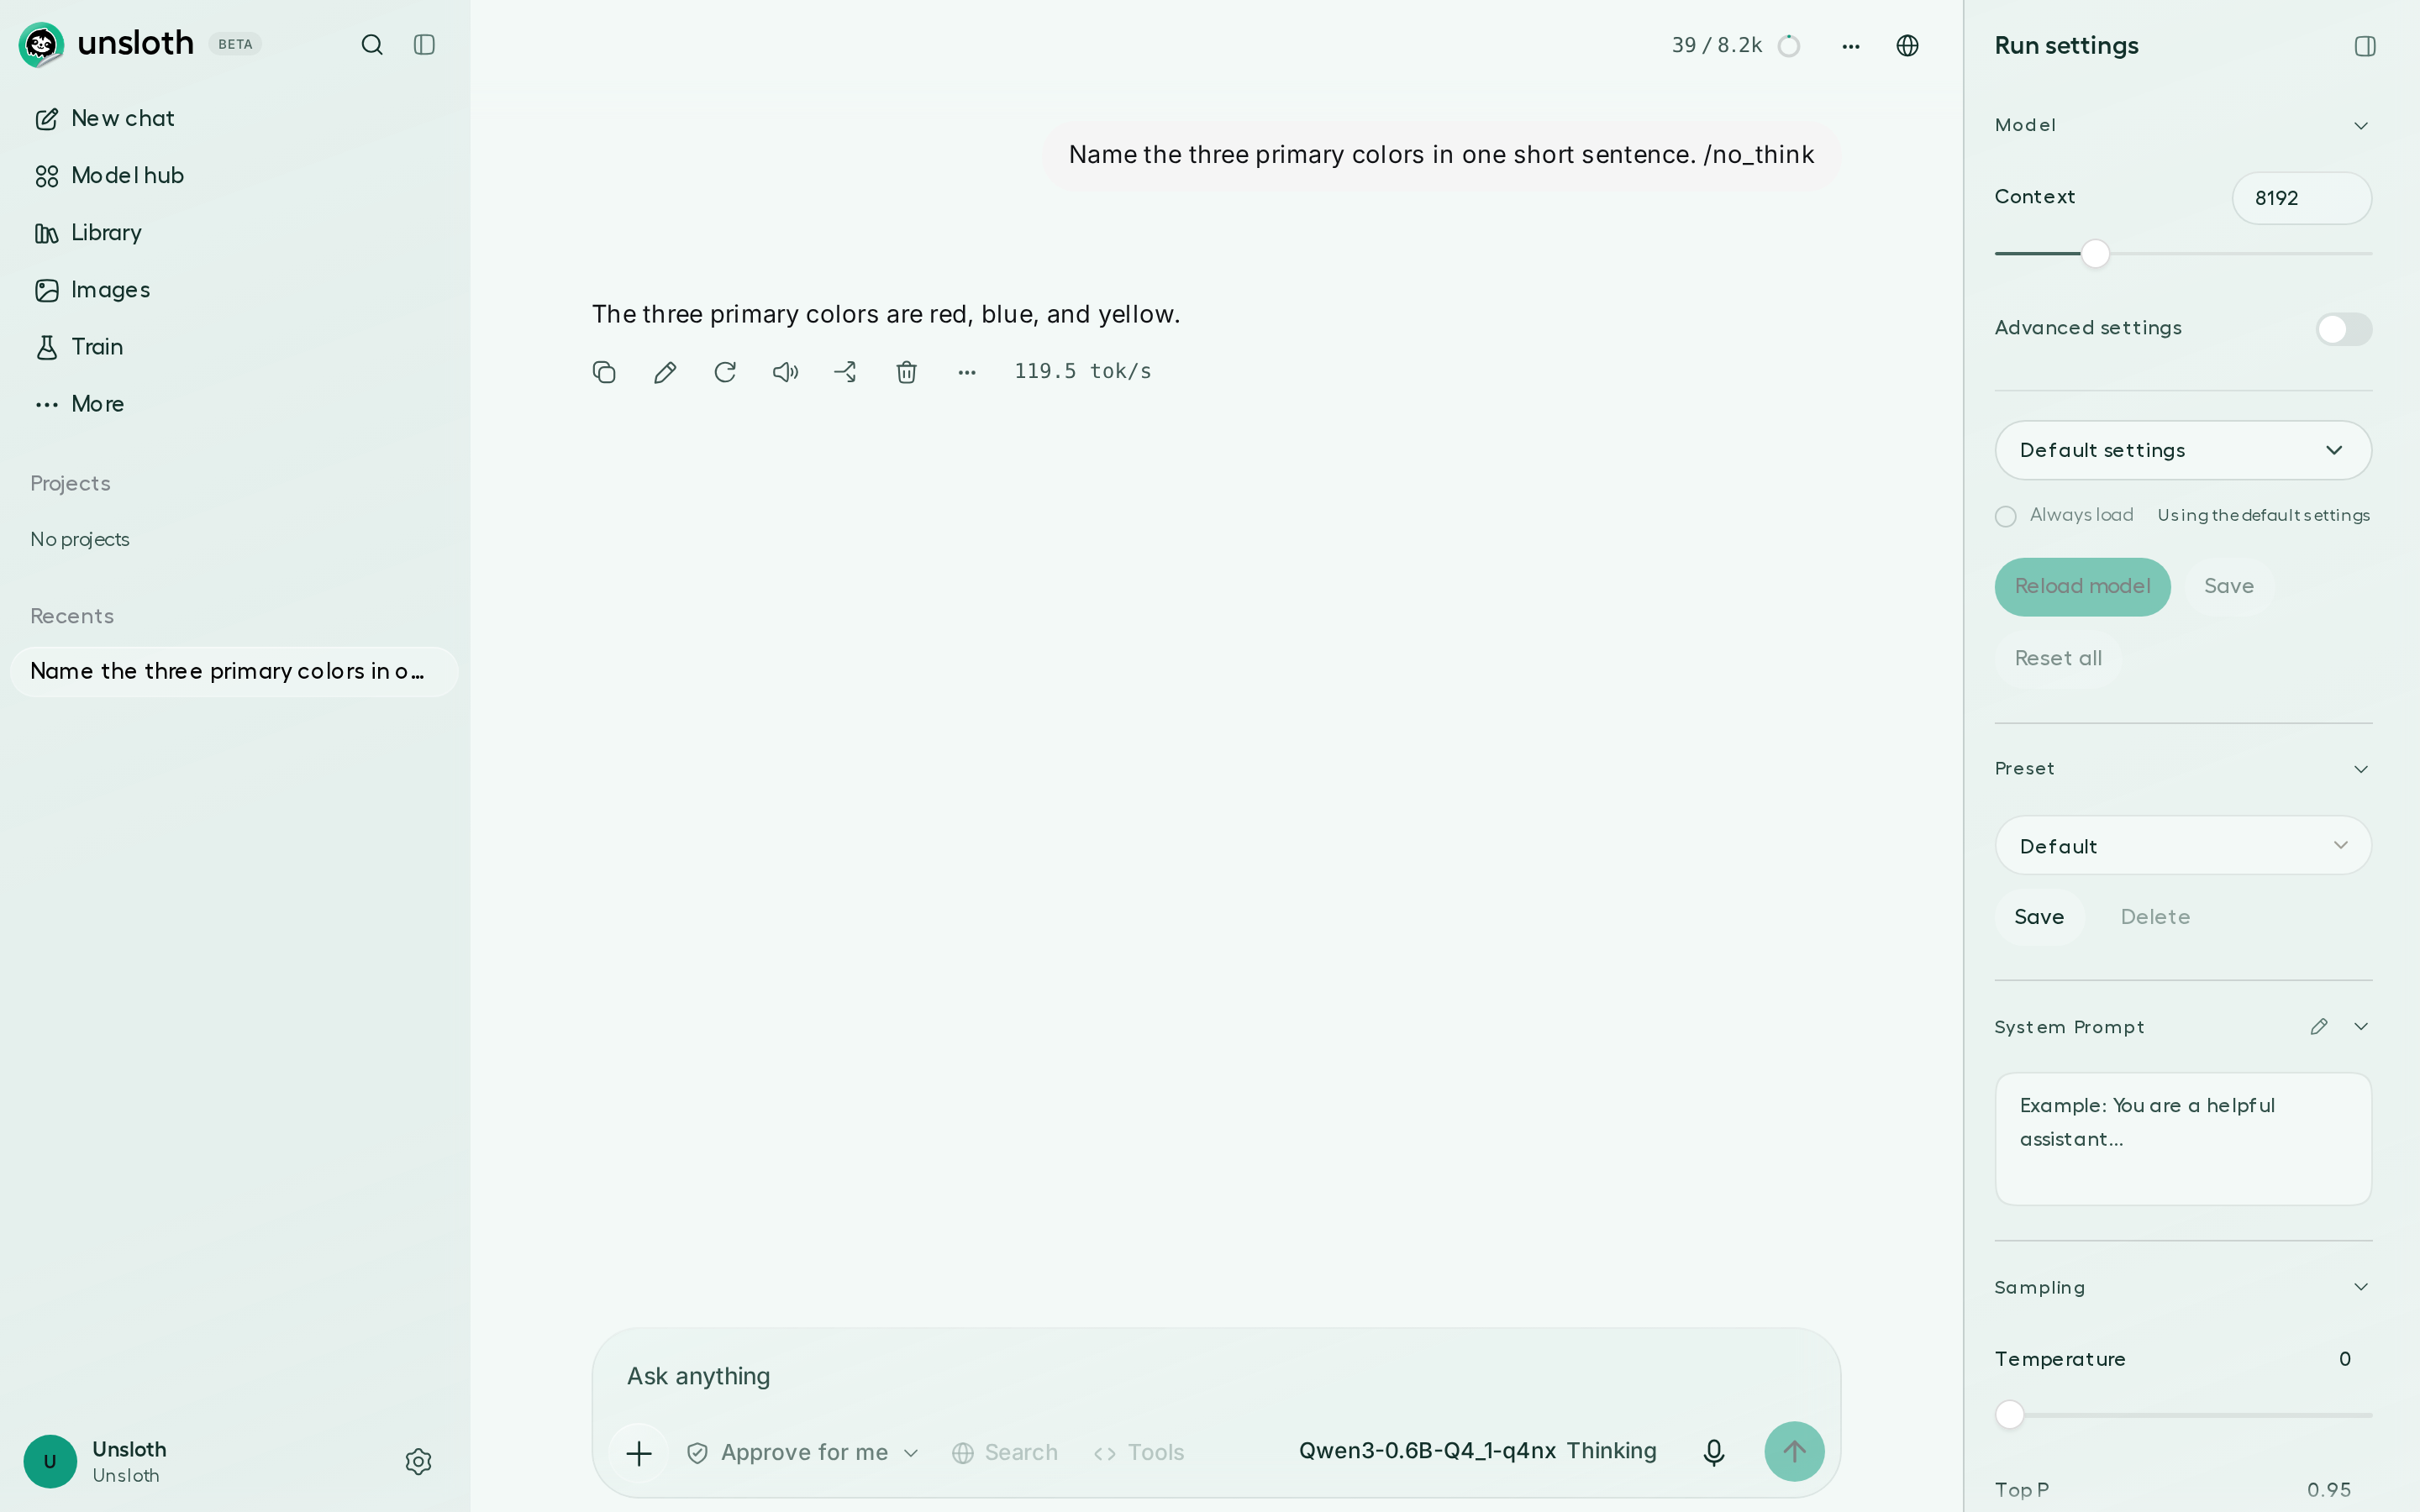 unsloth BETA
New chat
Model hub
Library
Images
Train
More
Projects
No projects
Recents
Name the three primary colors in o...
U
Unsloth
Unsloth
39 / 8.2k
Name the three primary colors in one short sentence. /no_think
The three primary colors are red, blue, and yellow.
119.5 tok/s
Ask anything
Approve for me
Search
Tools
Qwen3-0.6B-Q4_1-q4nx Thinking
Run settings
Model
Context 8192
Advanced settings
Default settings
Always load Using the default settings
Reload model Save
Reset all
Preset
Default
Save Delete
System Prompt
Example: You are a helpful
assistant...
Sampling
Temperature 0
Top P 0.95